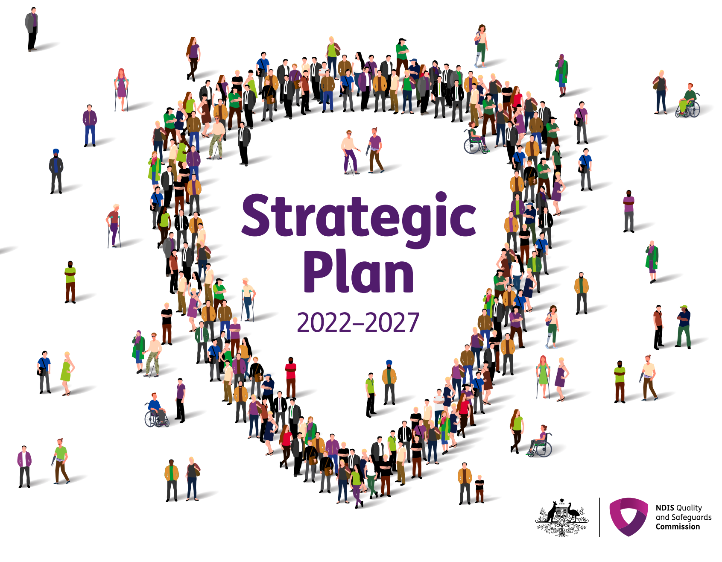 Strategic
Plan
2022–2027
NDIS Quality
and Safeguards
Commission